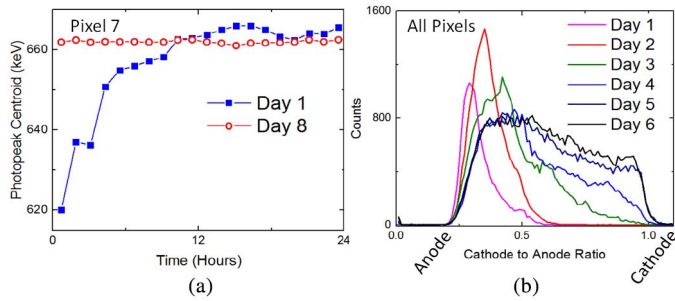 Pixel 7
Photopeak Centroid (keV)
660
640
620
Day 1
Day 8
0
12
24
Time (Hours)
(a)
All Pixels
Counts
1600
800
0
Day 1
Day 2
Day 3
Day 4
Day 5
Day 6
0.0
0.5
1.0
Anode
Cathode to Anode Ratio
Cathode
(b)